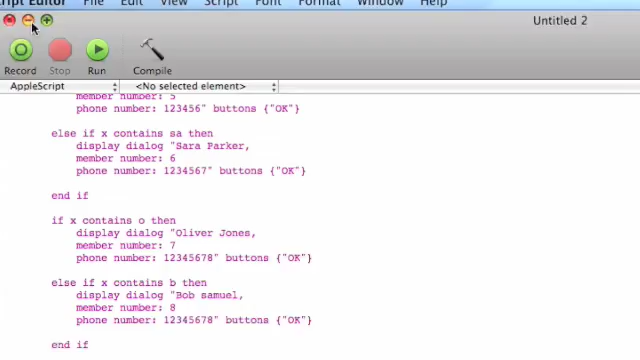 ript Editor File Edit View Script Font Format Window Help
Untitled 2
Record Stop Run Compile
AppleScript <No selected element>
member number: 5
phone number: 123456" buttons {"OK"}
else if x contains sa then
display dialog "Sara Parker,
member number: 6
phone number: 1234567" buttons {"OK"}
end if
if x contains o then
display dialog "Oliver Jones,
member number: 7
phone number: 12345678" buttons {"OK"}
else if x contains b then
display dialog "Bob samuel,
member number: 8
phone number: 12345678" buttons {"OK"}
end if